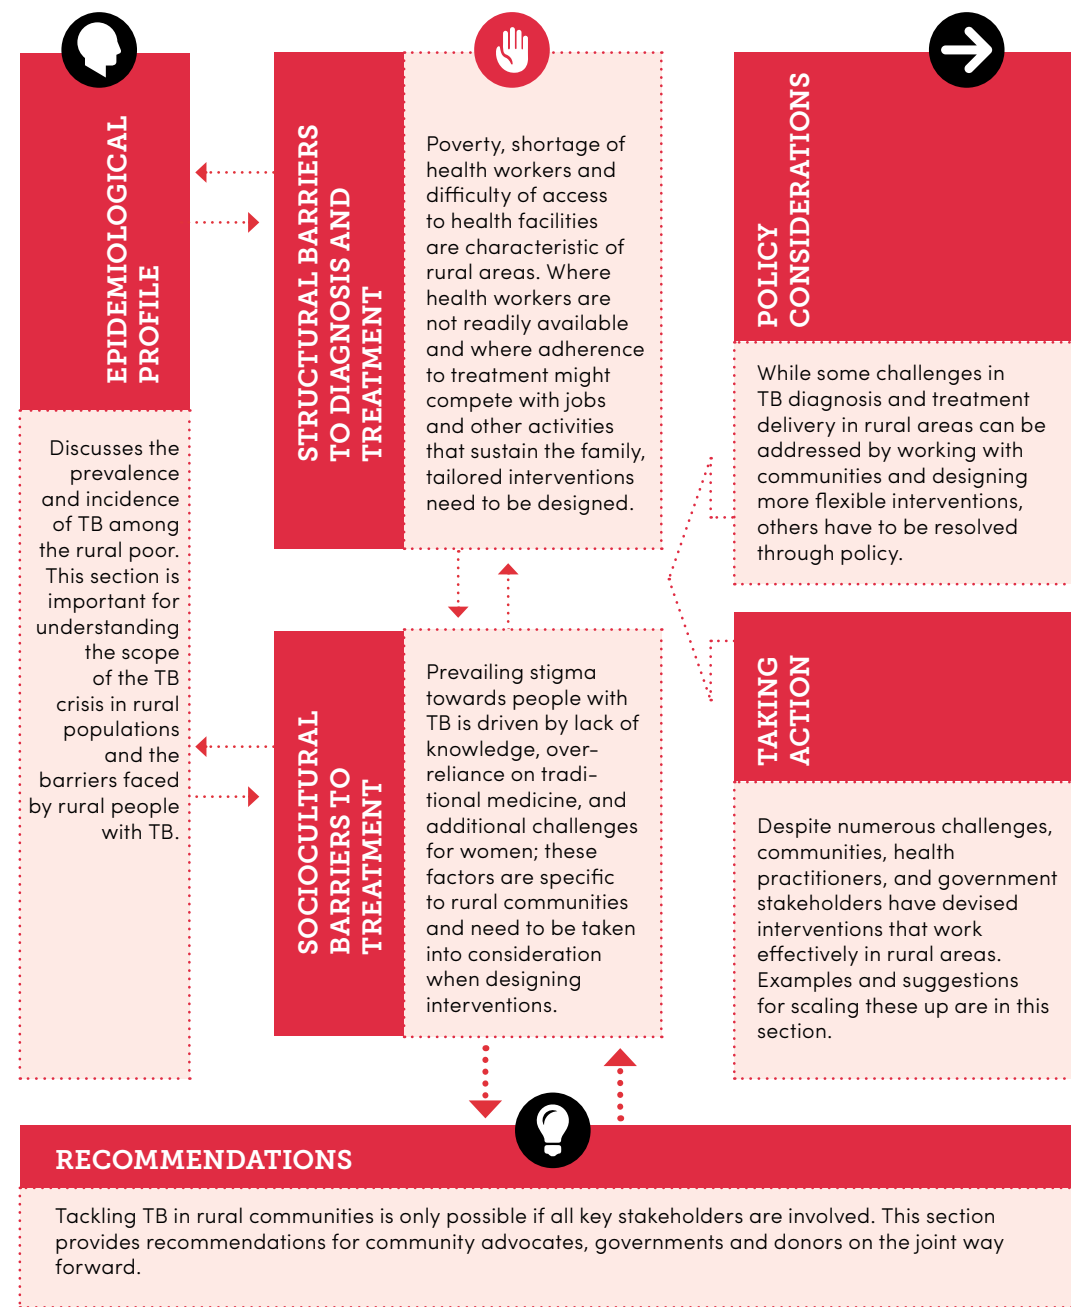 EPIDEMIOLOGICAL
PROFILE
Discusses the
prevalence
and incidence
of TB among
the rural poor.
This section is
important for
understanding
the scope
of the TB
crisis in rural
populations
and the
barriers faced
by rural people
with TB.
STRUCTURAL BARRIERS
TO DIAGNOSIS AND
TREATMENT
Poverty, shortage of
health workers and
difficulty of access
to health facilities
are characteristic of
rural areas. Where
health workers are
not readily available
and where adherence
to treatment might
compete with jobs
and other activities
that sustain the family,
tailored interventions
need to be designed.
SOCIOCULTURAL
BARRIERS TO
TREATMENT
Prevailing stigma
towards people with
TB is driven by lack of
knowledge, over-
reliance on tradi-
tional medicine, and
additional challenges
for women; these
factors are specific
to rural communities
and need to be taken
into consideration
when designing
interventions.
POLICY
CONSIDERATIONS
While some challenges in
TB diagnosis and treatment
delivery in rural areas can be
addressed by working with
communities and designing
more flexible interventions,
others have to be resolved
through policy.
TAKING
ACTION
Despite numerous challenges,
communities, health
practitioners, and government
stakeholders have devised
interventions that work
effectively in rural areas.
Examples and suggestions
for scaling these up are in this
section.
RECOMMENDATIONS
Tackling TB in rural communities is only possible if all key stakeholders are involved. This section
provides recommendations for community advocates, governments and donors on the joint way
forward.